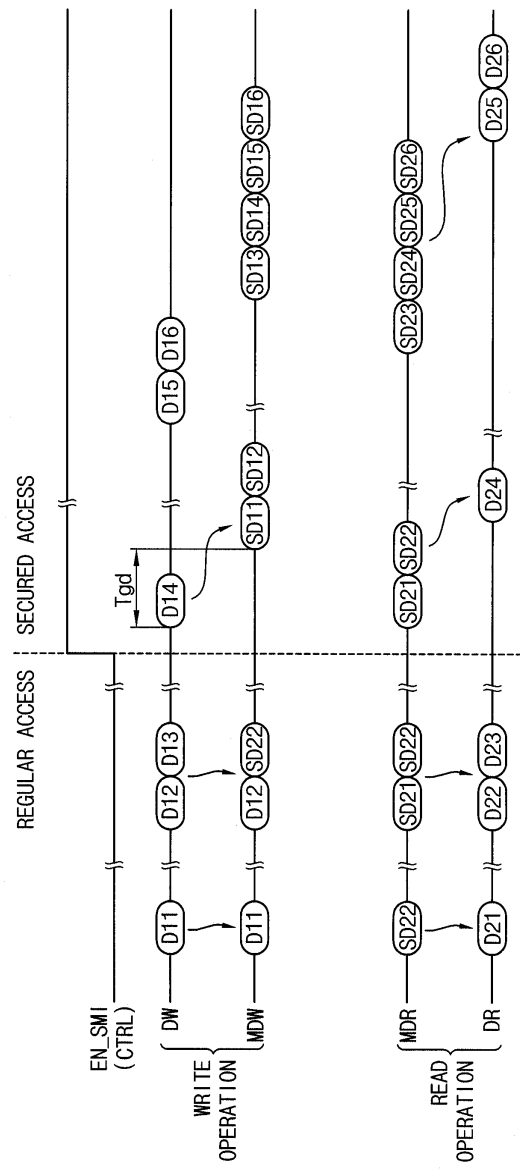 REGULAR ACCESS
SECURED ACCESS
EN_SMI
(CTRL)
Tgd
WRITE
OPERATION
DW
D11
D12
D13
D14
D15
D16
MDW
D11
D12
SD22
SD11
SD12
SD13
SD14
SD15
SD16
READ
OPERATION
MDR
SD22
SD21
SD22
SD21
SD22
SD23
SD24
SD25
SD26
DR
D21
D22
D23
D24
D25
D26